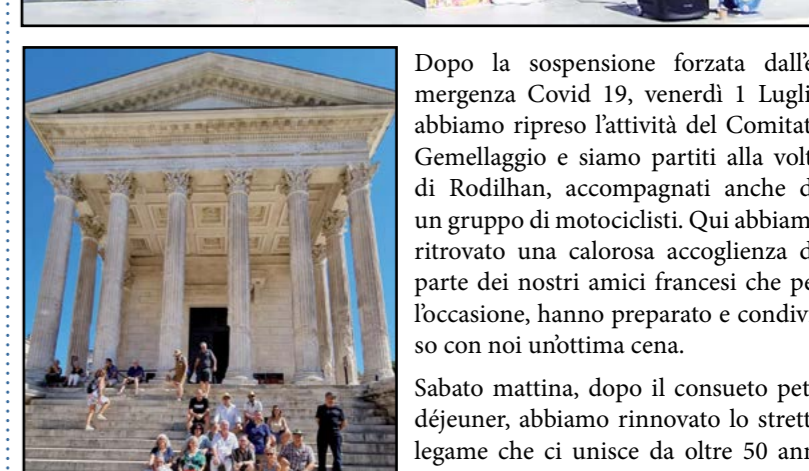 Dopo la sospensione forzata dall'e
mergenza Covid 19, venerdì 1 Lugli
abbiamo ripreso l'attività del Comitat
Gemellaggio e siamo partiti alla volt
di Rodilhan, accompagnati anche d
un gruppo di motociclisti. Qui abbiam
ritrovato una calorosa accoglienza d
parte dei nostri amici francesi che pe
l'occasione, hanno preparato e condiv
so con noi un'ottima cena.
Sabato mattina, dopo il consueto pet
déjeuner, abbiamo rinnovato lo strett
legame che ci unisce da oltre 50 ann